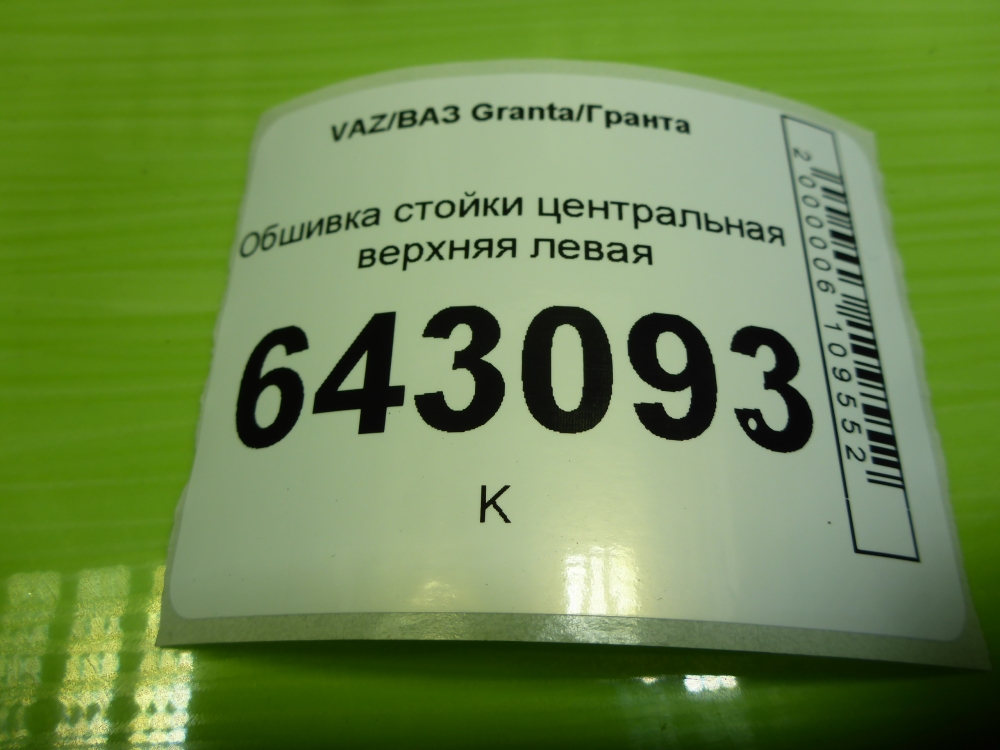 VAZ/ВАЗ Granta/Гранта
Обшивка стойки центральная
верхняя левая
643093
К
2000006109552